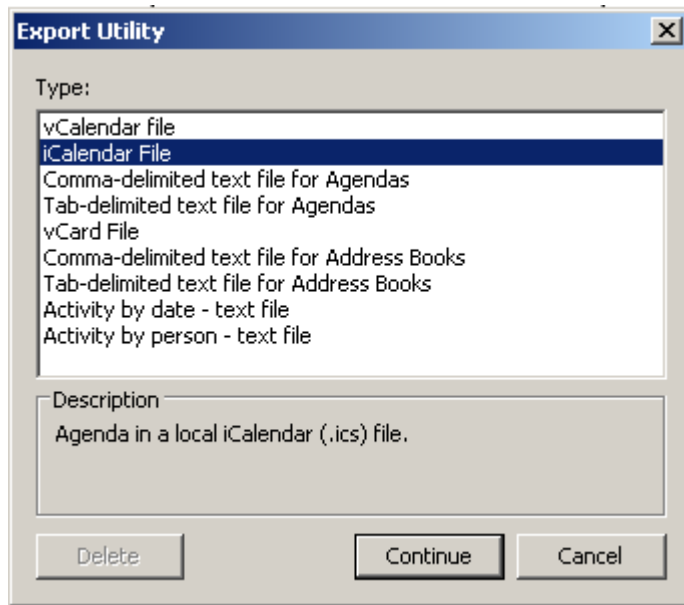 Export Utility
Type:
vCalendar file
iCalendar File
Comma-delimited text file for Agendas
Tab-delimited text file for Agendas
vCard File
Comma-delimited text file for Address Books
Tab-delimited text file for Address Books
Activity by date - text file
Activity by person - text file
Description
Agenda in a local iCalendar (.ics) file.
Delete Continue Cancel